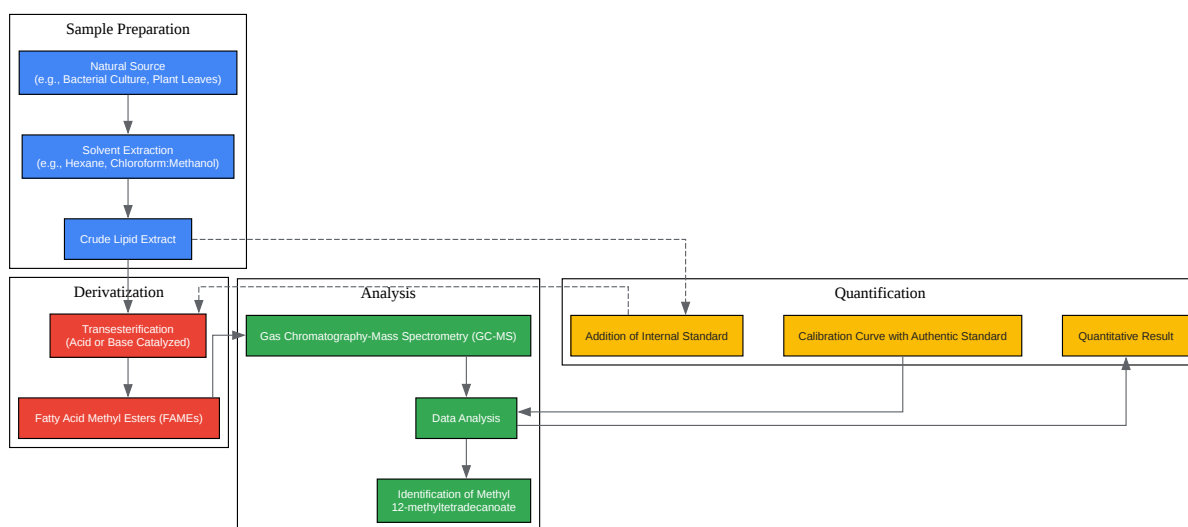 Sample Preparation
Natural Source
(e.g., Bacterial Culture, Plant Leaves)
Solvent Extraction
(e.g., Hexane, Chloroform:Methanol)
Crude Lipid Extract
Derivatization
Transesterification
(Acid or Base Catalyzed)
Fatty Acid Methyl Esters (FAMEs)
Analysis
Gas Chromatography-Mass Spectrometry (GC-MS)
Data Analysis
Identification of Methyl
12-methyltetradecanoate
Quantification
Addition of Internal Standard
Calibration Curve with Authentic Standard
Quantitative Result